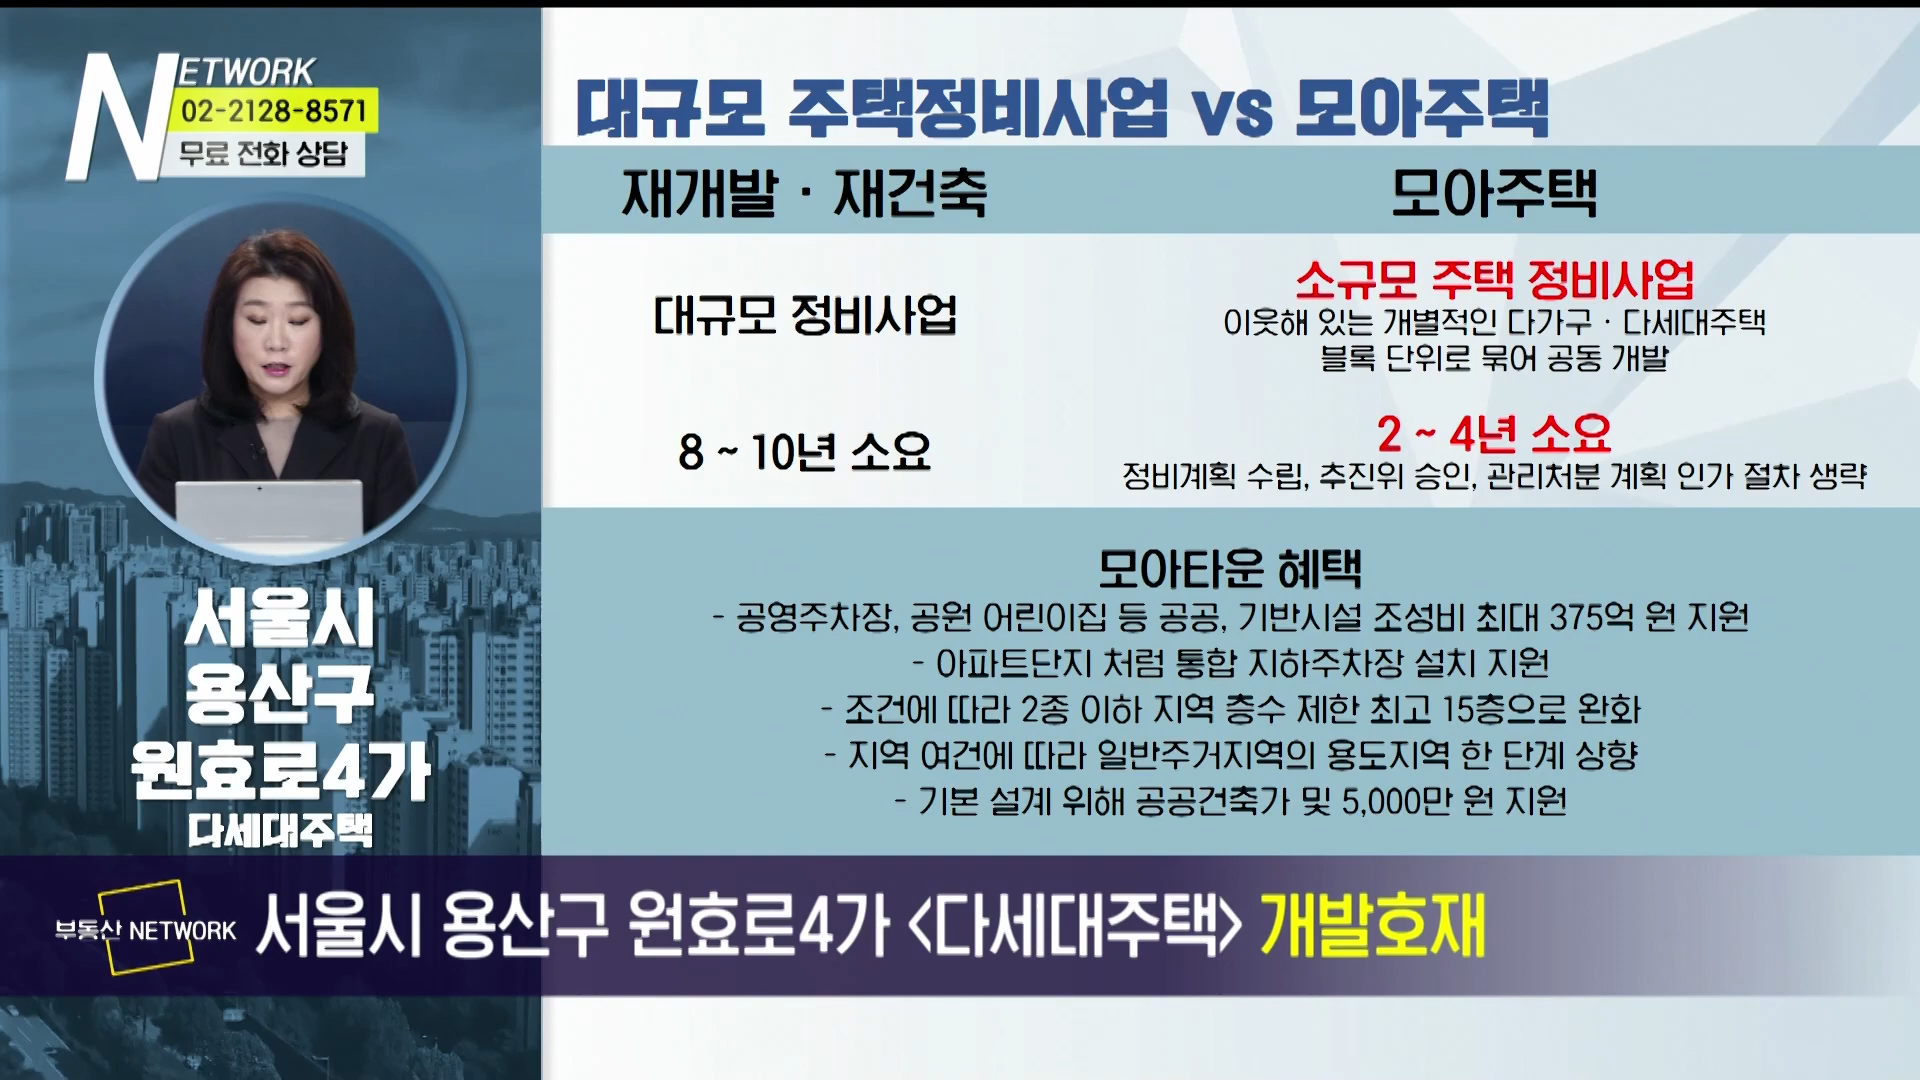 NETWORK
02-2128-8571
무료 전화 상담
대규모 주택정비사업 vs 모아주택
재개발 · 재건축
모아주택
대규모 정비사업
소규모 주택 정비사업
이웃해 있는 개별적인 다가구 · 다세대주택
블록 단위로 묶어 공동 개발
8 ~ 10년 소요
2 ~ 4년 소요
정비계획 수립, 추진위 승인, 관리처분 계획 인가 절차 생략
모아타운 혜택
- 공영주차장, 공원 어린이집 등 공공, 기반시설 조성비 최대 375억 원 지원
- 아파트단지 처럼 통합 지하주차장 설치 지원
- 조건에 따라 2종 이하 지역 층수 제한 최고 15층으로 완화
- 지역 여건에 따라 일반주거지역의 용도지역 한 단계 상향
- 기본 설계 위해 공공건축가 및 5,000만 원 지원
서울시
용산구
원효로4가
다세대주택
부동산 NETWORK
서울시 용산구 원효로4가 <다세대주택> 개발호재